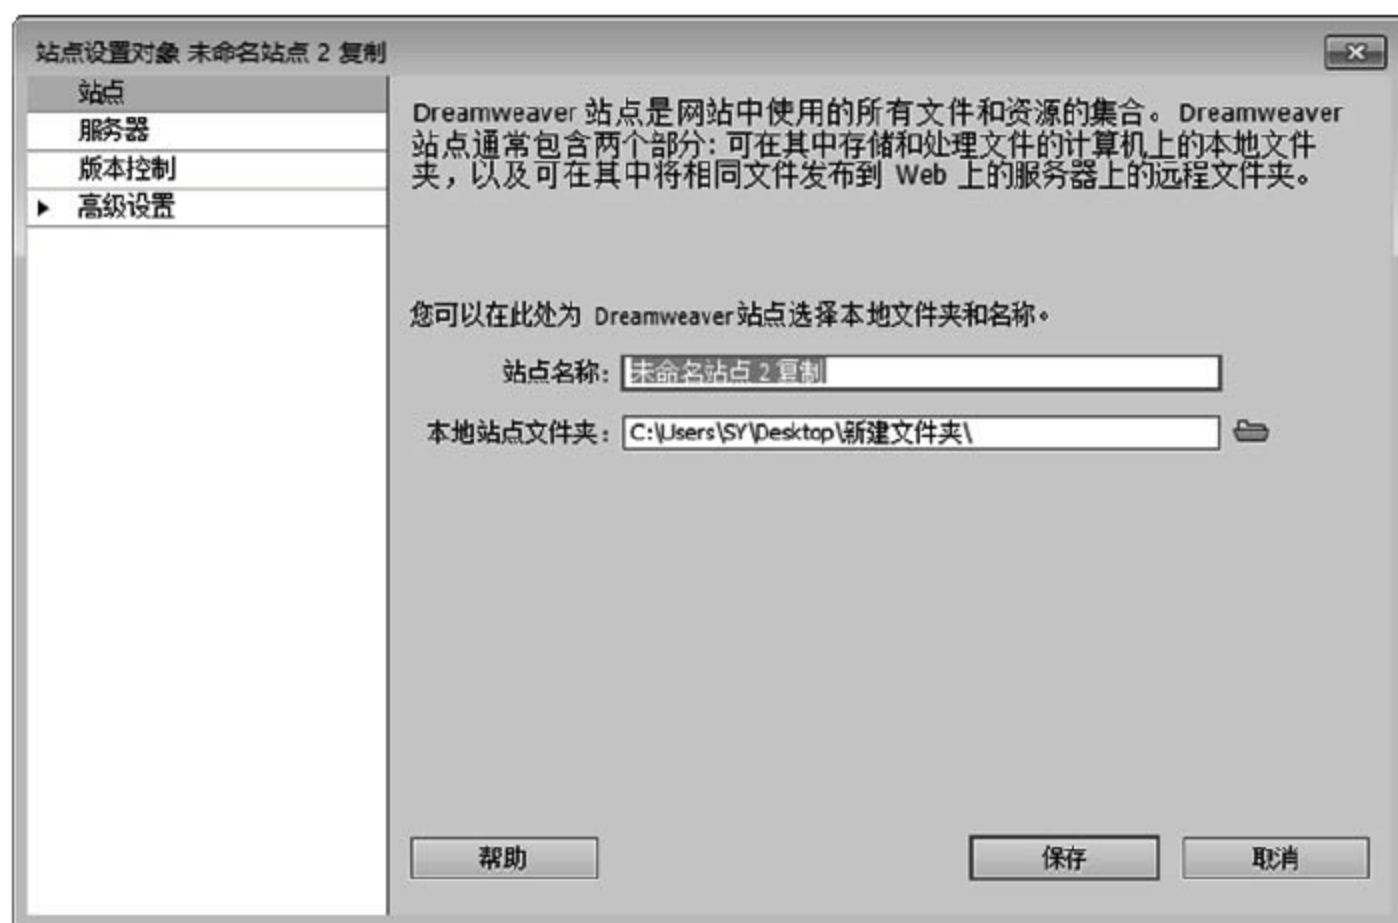 站点设置对象 未命名站点 2 复制
站点
服务器
版本控制
高级设置
Dreamweaver 站点是网站中使用的所有文件和资源的集合。Dreamweaver
站点通常包含两个部分:可在其中存储和处理文件的计算机上的本地文件
夹，以及可在其中将相同文件发布到 Web 上的服务器上的远程文件夹。
您可以在此处为 Dreamweaver 站点选择本地文件夹和名称。
站点名称: 未命名站点 2 复制
本地站点文件夹: C:\Users\SY\Desktop\新建文件夹\
帮助 保存 取消